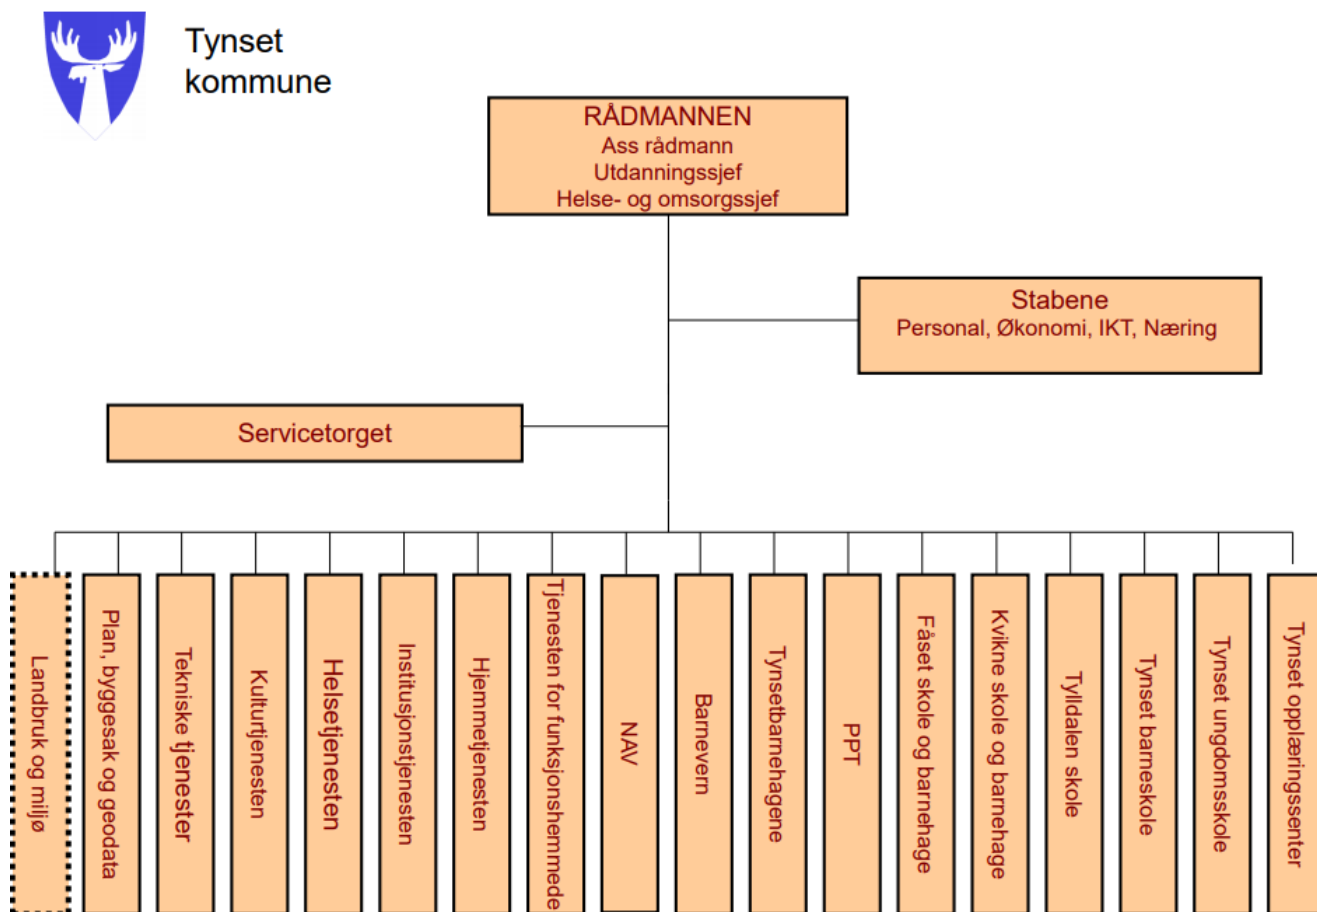 Tynset
kommune
RÅDMANNEN
Ass rådmann
Utdanningssjef
Helse- og omsorgssjef
Stabene
Personal, Økonomi, IKT, Næring
Servicetorget
Landbruk og miljø
Plan, byggesak og geodata
Tekniske tjenester
Kulturtjenesten
Helsetjenesten
Institusjonstjenesten
Hjemmetjenesten
Tjenesten for funksjonshemmede
NAV
Barnevern
Tynsetbarnehagene
PPT
Fåset skole og barnehage
Kvikne skole og barnehage
Tylldalen skole
Tynset barneskole
Tynset ungdomsskole
Tynset opplæringssenter